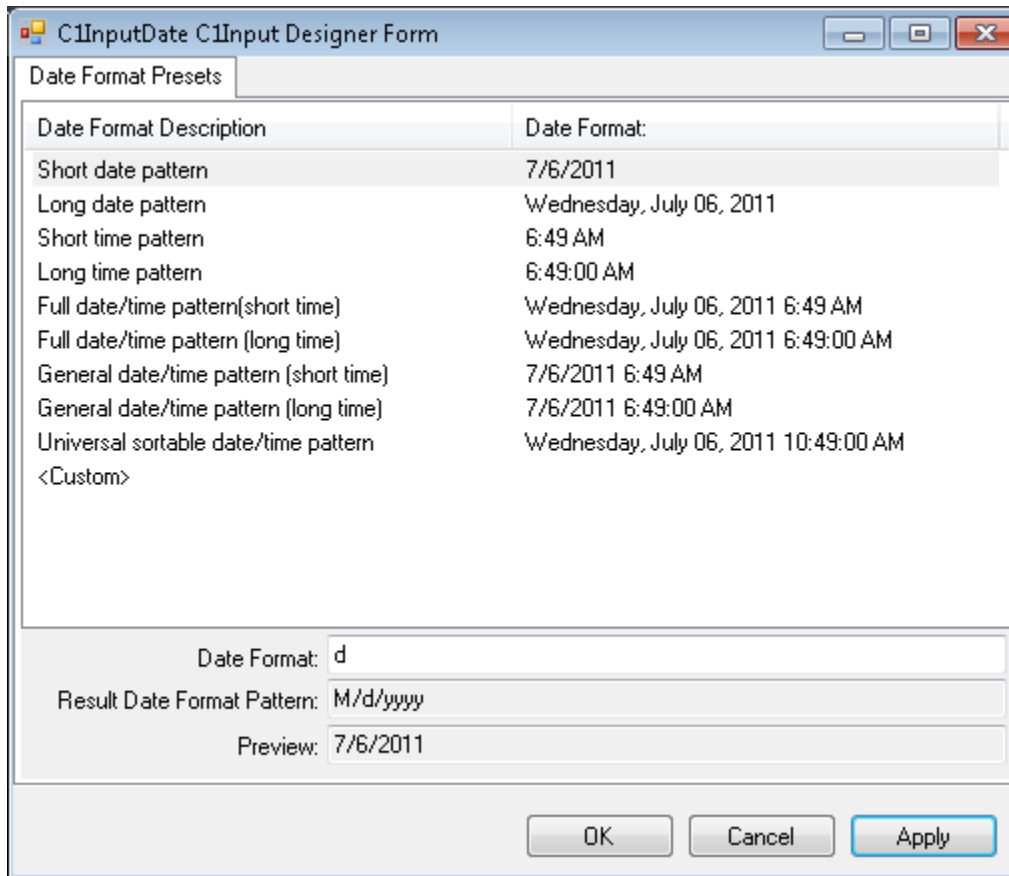 C1InputDate C1Input Designer Form
Date Format Presets
Date Format Description Date Format:
Short date pattern 7/6/2011
Long date pattern Wednesday, July 06, 2011
Short time pattern 6:49 AM
Long time pattern 6:49:00 AM
Full date/time pattern(short time) Wednesday, July 06, 2011 6:49 AM
Full date/time pattern (long time) Wednesday, July 06, 2011 6:49:00 AM
General date/time pattern (short time) 7/6/2011 6:49 AM
General date/time pattern (long time) 7/6/2011 6:49:00 AM
Universal sortable date/time pattern Wednesday, July 06, 2011 10:49:00 AM
<Custom>
Date Format: d
Result Date Format Pattern: M/d/yyyy
Preview: 7/6/2011
OK Cancel Apply